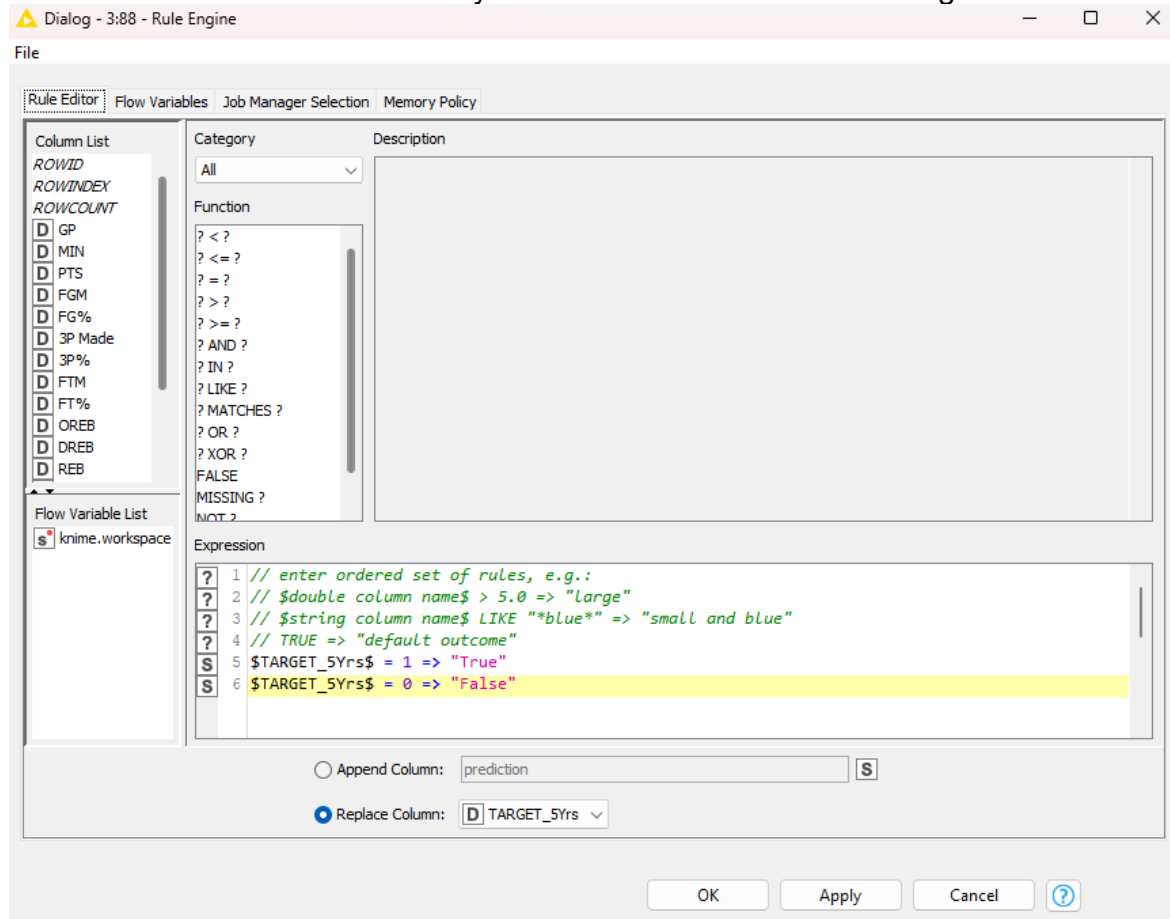 Dialog - 3:88 - Rule Engine
File
Rule Editor Flow Variables Job Manager Selection Memory Policy
Column List
ROWID
ROWINDEX
ROWCOUNT
D GP
D MIN
D PTS
D FGM
D FG%
D 3P Made
D 3P%
D FTM
D FT%
D OREB
D DREB
D REB
Flow Variable List
s knime.workspace
Category
All
Function
? < ?
? <= ?
? = ?
? > ?
? >= ?
? AND ?
? IN ?
? LIKE ?
? MATCHES ?
? OR ?
? XOR ?
FALSE
MISSING ?
NOT ?
Description
Expression
? 1 // enter ordered set of rules, e.g.:
? 2 // $double column name$ > 5.0 => "large"
? 3 // $string column name$ LIKE "*blue*" => "small and blue"
? 4 // TRUE => "default outcome"
S 5 $TARGET_5Yrs$ = 1 => "True"
S 6 $TARGET_5Yrs$ = 0 => "False"
Append Column: prediction S
Replace Column: D TARGET_5Yrs
OK Apply Cancel ?